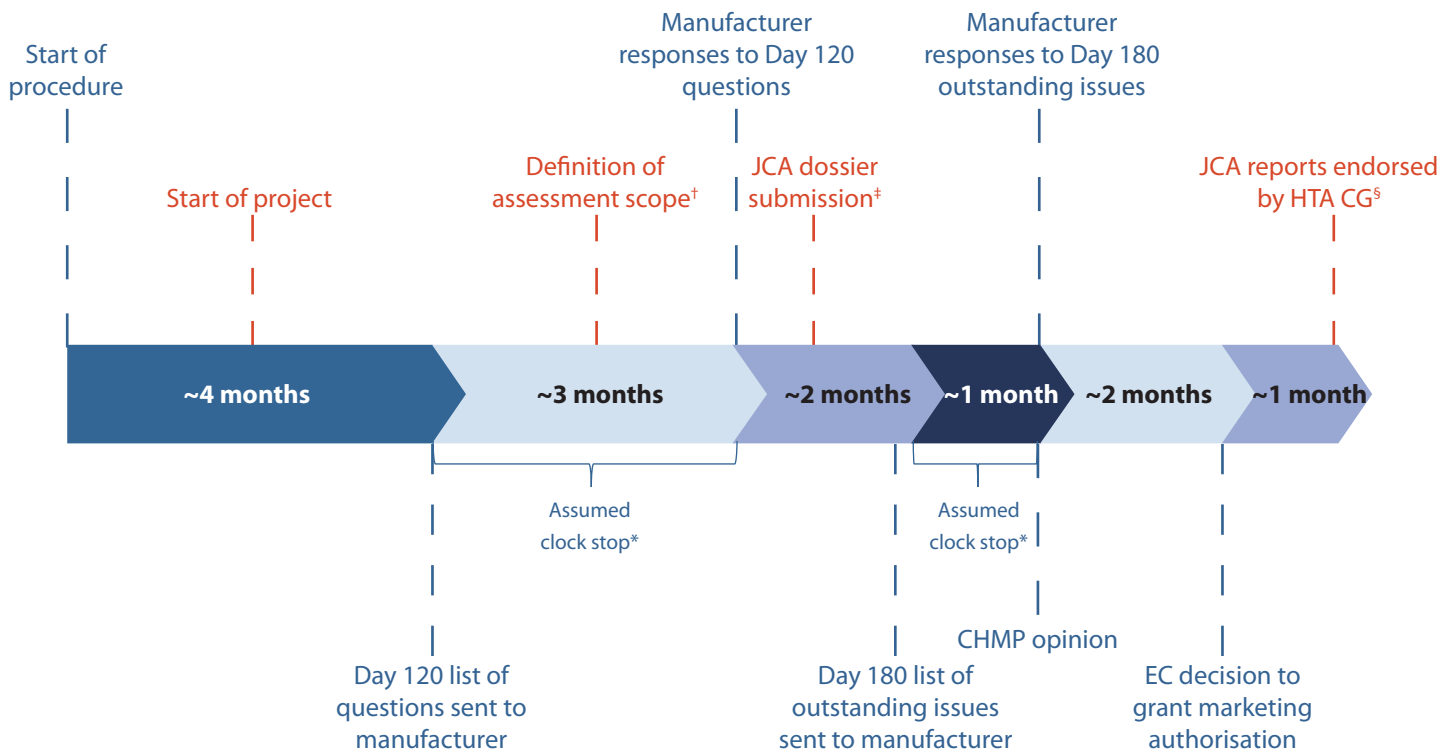 Start of
procedure
Manufacturer
responses to Day 120
questions
Manufacturer
responses to Day 180
outstanding issues
Start of project
Definition of
assessment scope†
JCA dossier
submission‡
JCA reports endorsed
by HTA CG§
~4 months
~3 months
~2 months
~1 month
~2 months
~1 month
Assumed
clock stop*
Assumed
clock stop*
Day 120 list of
questions sent to
manufacturer
Day 180 list of
outstanding issues
sent to manufacturer
CHMP opinion
EC decision to
grant marketing
authorisation